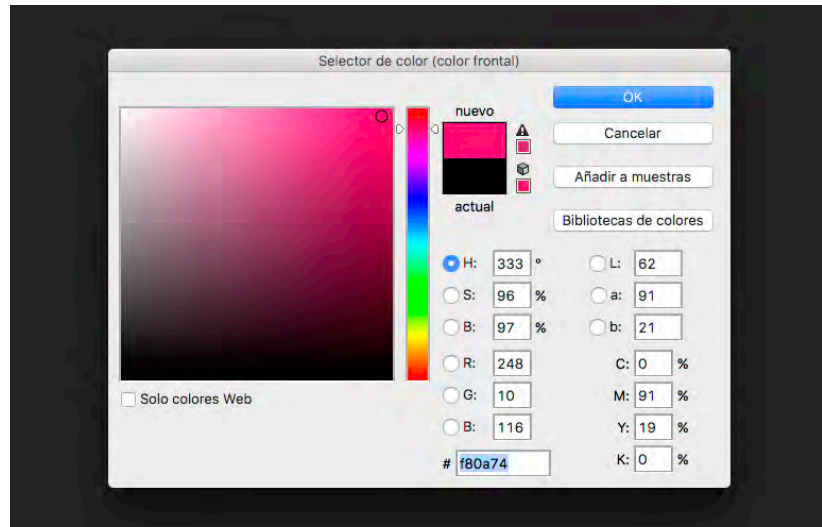 Selector de color (color frontal)
nuevo
actual
OK
Cancelar
Añadir a muestras
Bibliotecas de colores
H: 333 °
S: 96 %
B: 97 %
R: 248
G: 10
B: 116
# f80a74
L: 62
a: 91
b: 21
C: 0 %
M: 91 %
Y: 19 %
K: 0 %
Solo colores Web